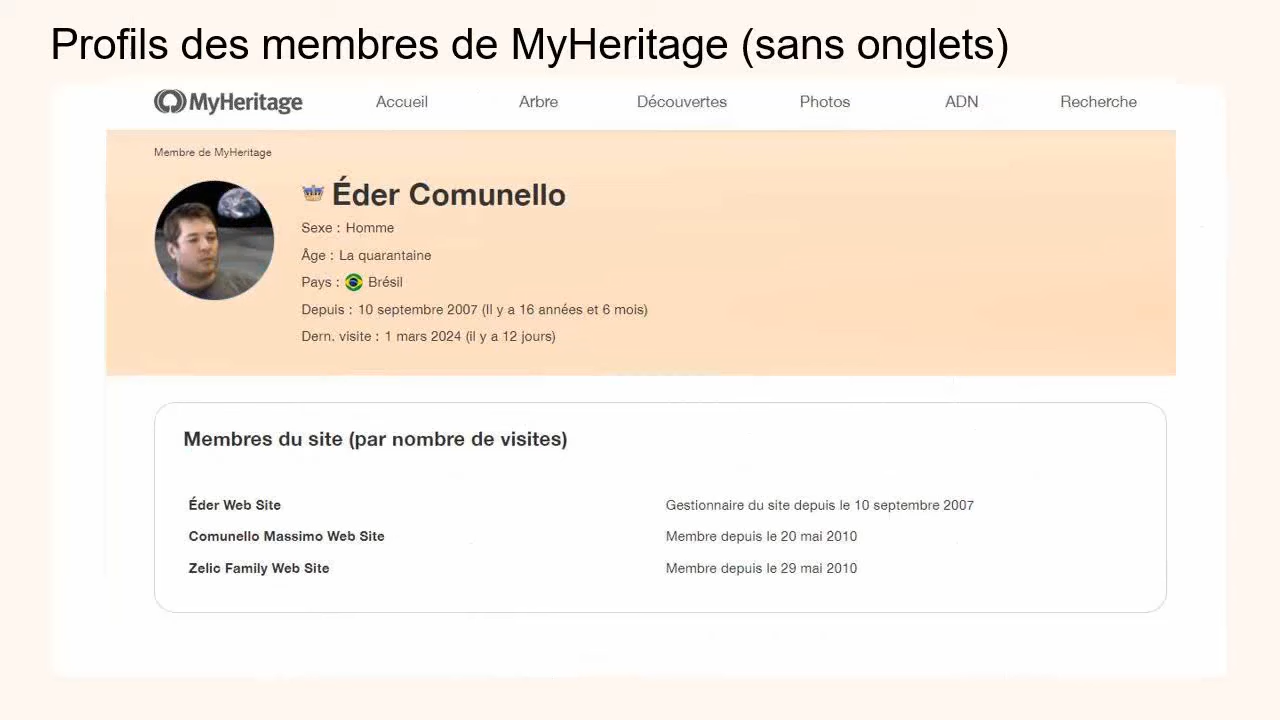 Profils des membres de MyHeritage (sans onglets)
MyHeritage Accueil Arbre Découvertes Photos ADN Recherche
Membre de MyHeritage
Éder Comunello
Sexe : Homme
Âge : La quarantaine
Pays : Brésil
Depuis : 10 septembre 2007 (Il y a 16 années et 6 mois)
Dern. visite : 1 mars 2024 (il y a 12 jours)
Membres du site (par nombre de visites)
Éder Web Site Gestionnaire du site depuis le 10 septembre 2007
Comunello Massimo Web Site Membre depuis le 20 mai 2010
Zelic Family Web Site Membre depuis le 29 mai 2010